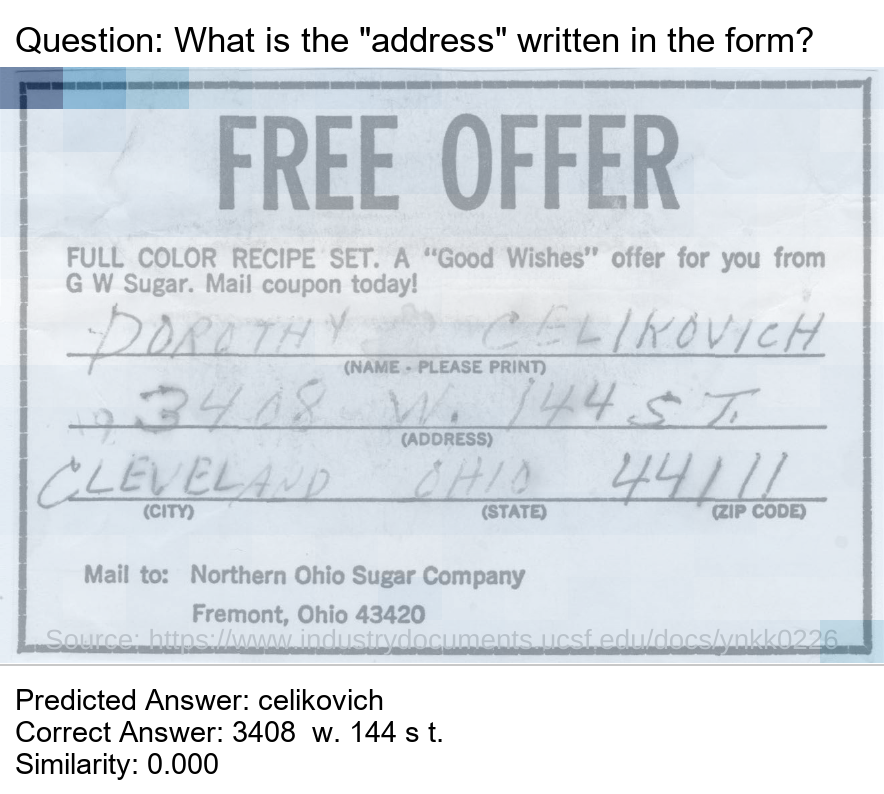 Question: What is the "address" written in the form?
FREE OFFER
FULL COLOR RECIPE SET. A "Good Wishes" offer for you from
G W Sugar. Mail coupon today!
DOROTHY CELIKOVICH
(NAME - PLEASE PRINT)
3408 W. 144 ST.
(ADDRESS)
CLEVELAND OHIO 44111
(CITY) (STATE) (ZIP CODE)
Mail to: Northern Ohio Sugar Company
Fremont, Ohio 43420
Source: https://www.industrydocuments.ucsf.edu/docs/ynkk0226
Predicted Answer: celikovich
Correct Answer: 3408 w. 144 s t.
Similarity: 0.000